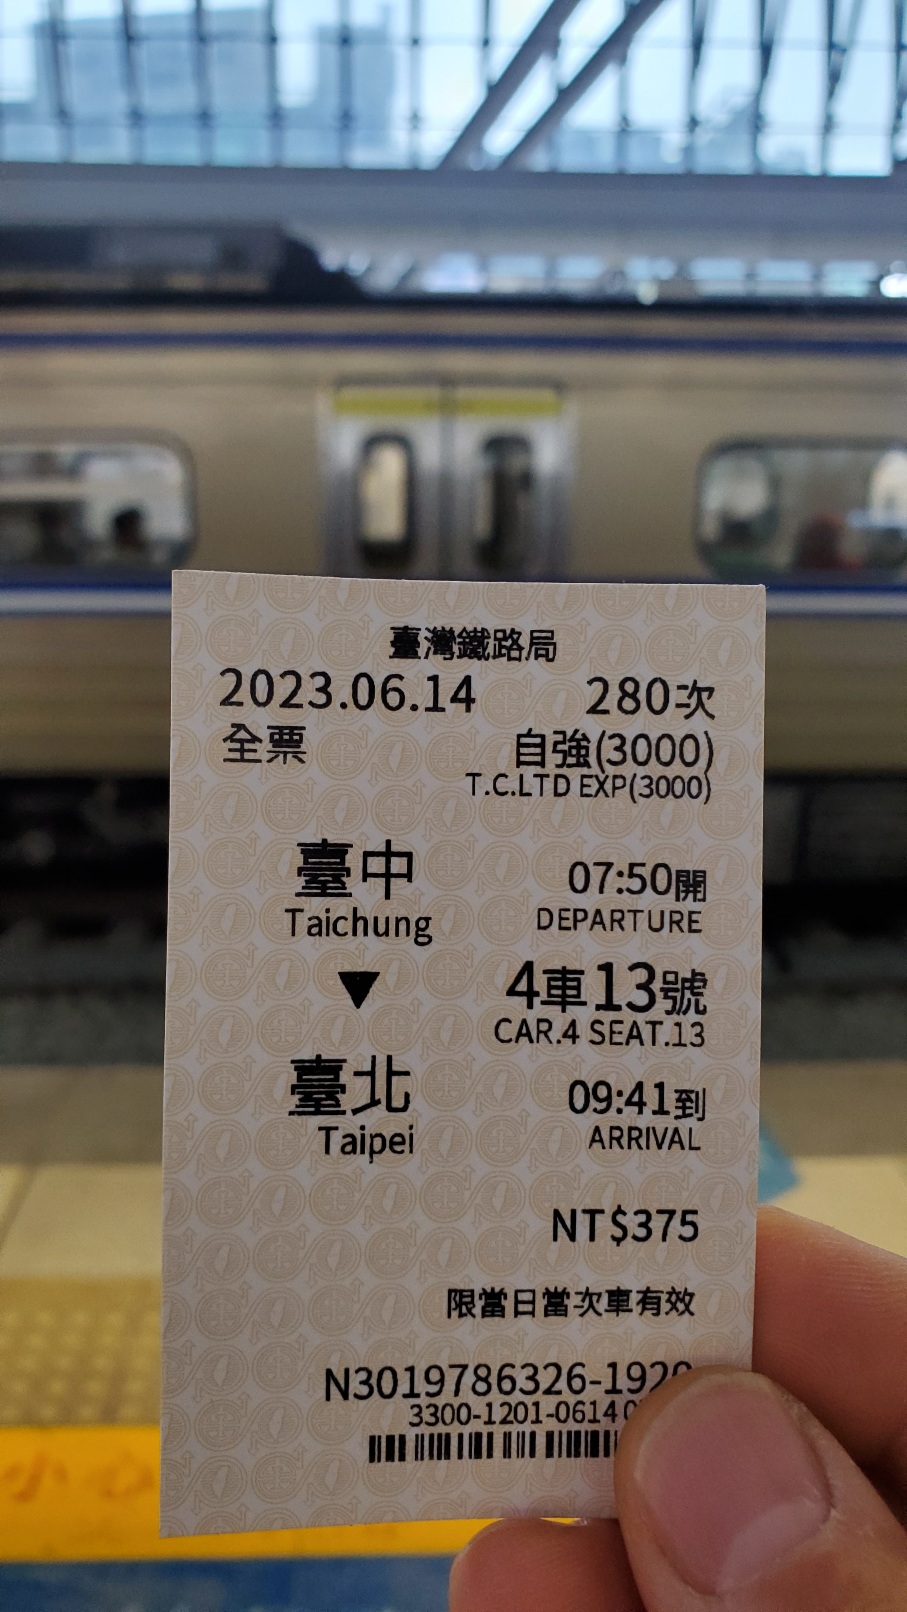 臺灣鐵路局
2023.06.14 280次
全票 自強(3000)
T.C.LTD EXP(3000)
臺中 07:50開
Taichung DEPARTURE
▼ 4車13號
CAR.4 SEAT.13
臺北 09:41到
Taipei ARRIVAL
NT$375
限當日當次車有效
N3019786326-1920
3300-1201-0614
小心